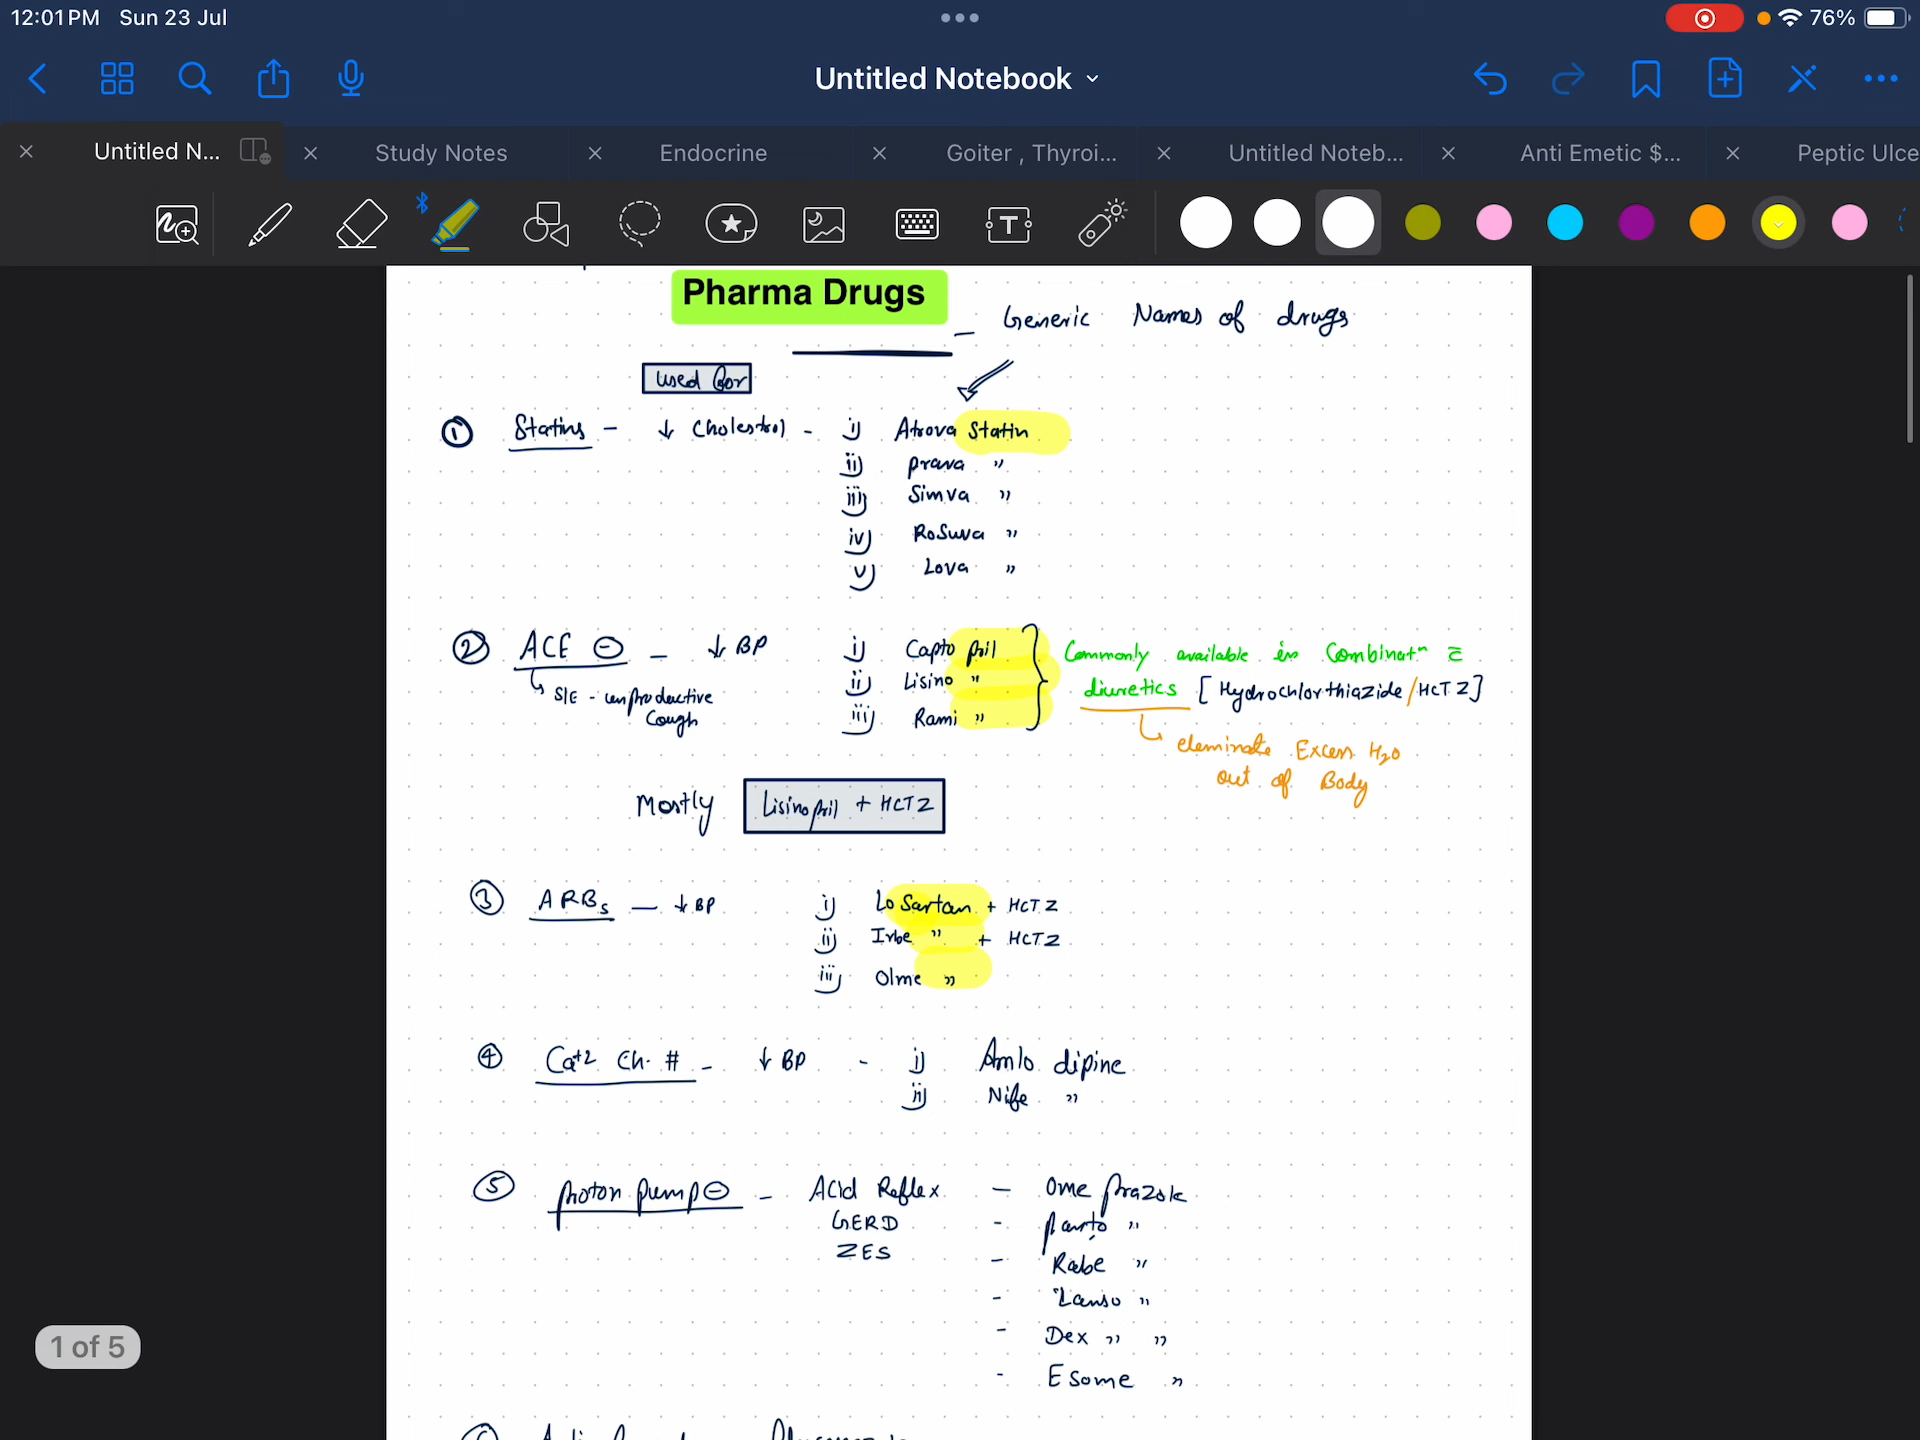 12:01 PM Sun 23 Jul
76%
Untitled Notebook
Untitled N...
Study Notes
Endocrine
Goiter , Thyroi...
Untitled Noteb...
Anti Emetic $...
Peptic Ulce
Pharma Drugs
– Generic Names of drugs
used for
① Statins – ↓ Cholestrol - i) Atrova Statin
ii) prava "
iii) Simva "
iv) RoSuva "
v) Lova "
② ACE ⊖ – ↓ BP i) Capto pril
ii) Lisino "
iii) Rami "
↳ S/E - unproductive
Cough
Commonly available in Combinatⁿ c̄
diuretics [Hydrochlorthiazide/HCTZ]
↳ eleminate Excess H₂O
out of Body
Mostly Lisinopril + HCTZ
③ ARBs – ↓ BP i) LoSartan + HCTZ
ii) Irbe " + HCTZ
iii) Olme "
④ Ca⁺² Ch. # – ↓ BP - i) Amlo dipine
ii) Nife "
⑤ proton pump ⊖ – Acid Reflex – Ome prazole
GERD - panto "
ZES – Rabe "
- Lanso "
- Dex " "
- Esome "
1 of 5